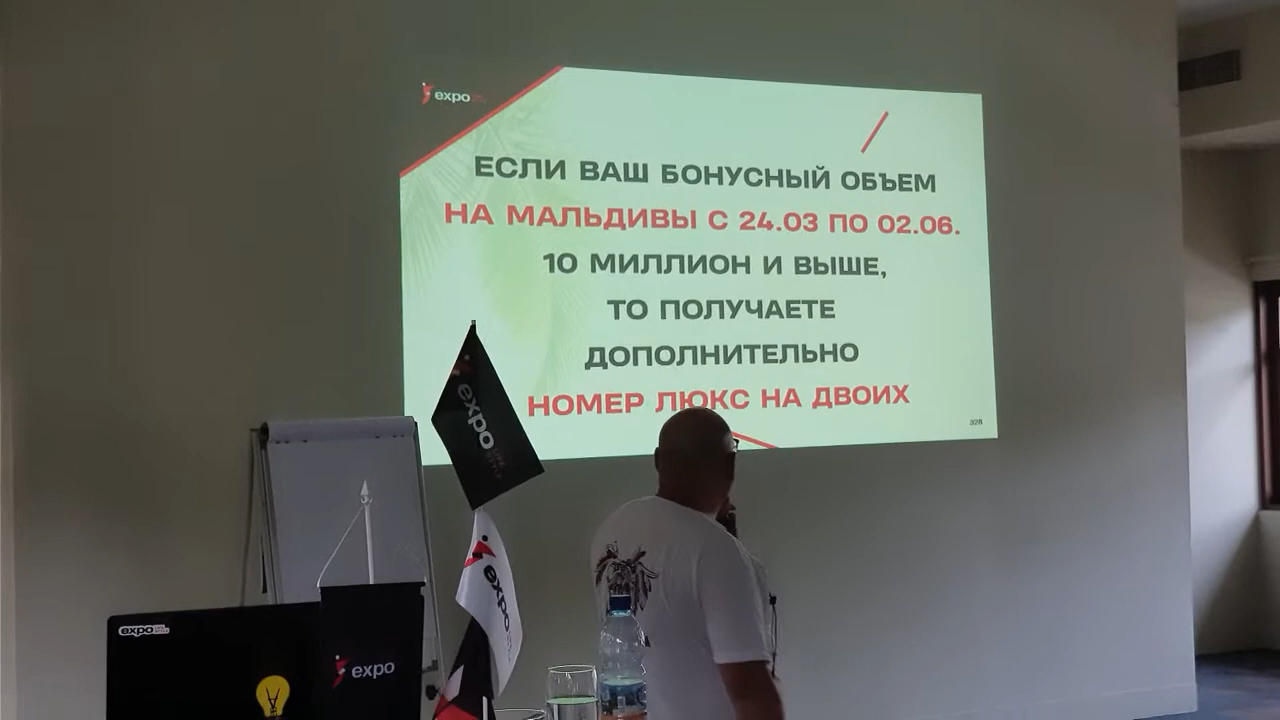 expo
ЕСЛИ ВАШ БОНУСНЫЙ ОБЪЕМ
НА МАЛЬДИВЫ С 24.03 ПО 02.06.
10 МИЛЛИОН И ВЫШЕ,
ТО ПОЛУЧАЕТЕ
ДОПОЛНИТЕЛЬНО
НОМЕР ЛЮКС НА ДВОИХ
328
expo
expo
expo
expo